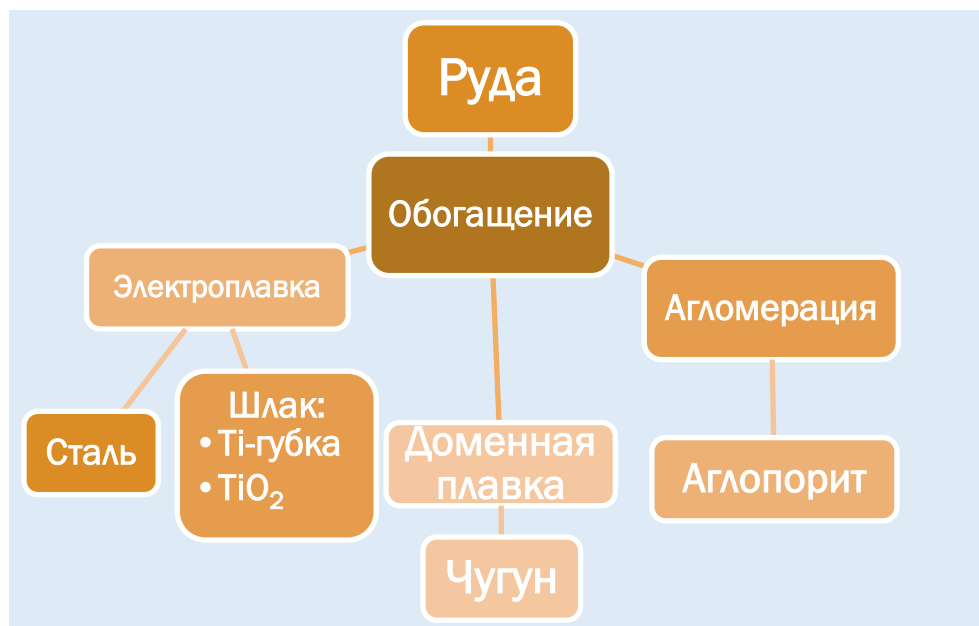 Руда
Обогащение
Электроплавка
Агломерация
Сталь
Шлак:
• Ti-губка
• TiO₂
Доменная
плавка
Аглопорит
Чугун